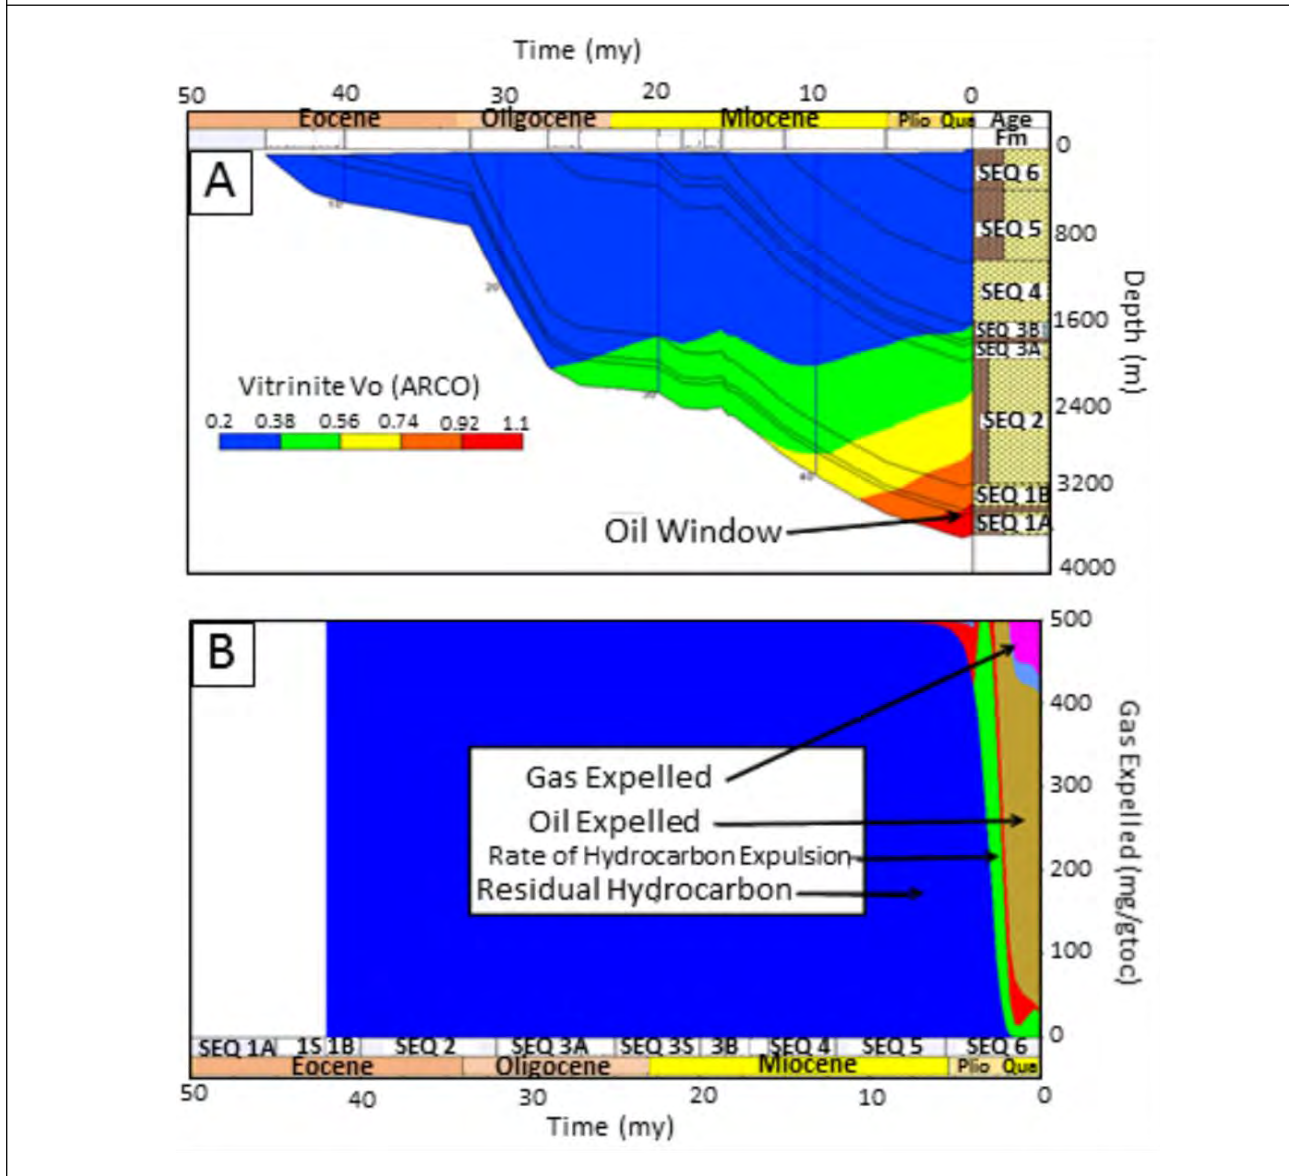 Time (my)
50 40 30 20 10 0
Eocene Oligocene Miocene Plio Qua Age
Fm
A
0
SEQ 6
SEQ 5
800
SEQ 4
1600
SEQ 3B
SEQ 3A
2400
SEQ 2
3200
SEQ 1B
SEQ 1A
4000
Depth (m)
10
20
30
40
Vitrinite Vo (ARCO)
0.2 0.38 0.56 0.74 0.92 1.1
Oil Window
B
500
400
300
200
100
0
Gas Expelled (mg/gtoc)
Gas Expelled
Oil Expelled
Rate of Hydrocarbon Expulsion
Residual Hydrocarbon
SEQ 1A 1S 1B SEQ 2 SEQ 3A SEQ 3S 3B SEQ 4 SEQ 5 SEQ 6
Eocene Oligocene Miocene Plio Qua
50 40 30 20 10 0
Time (my)